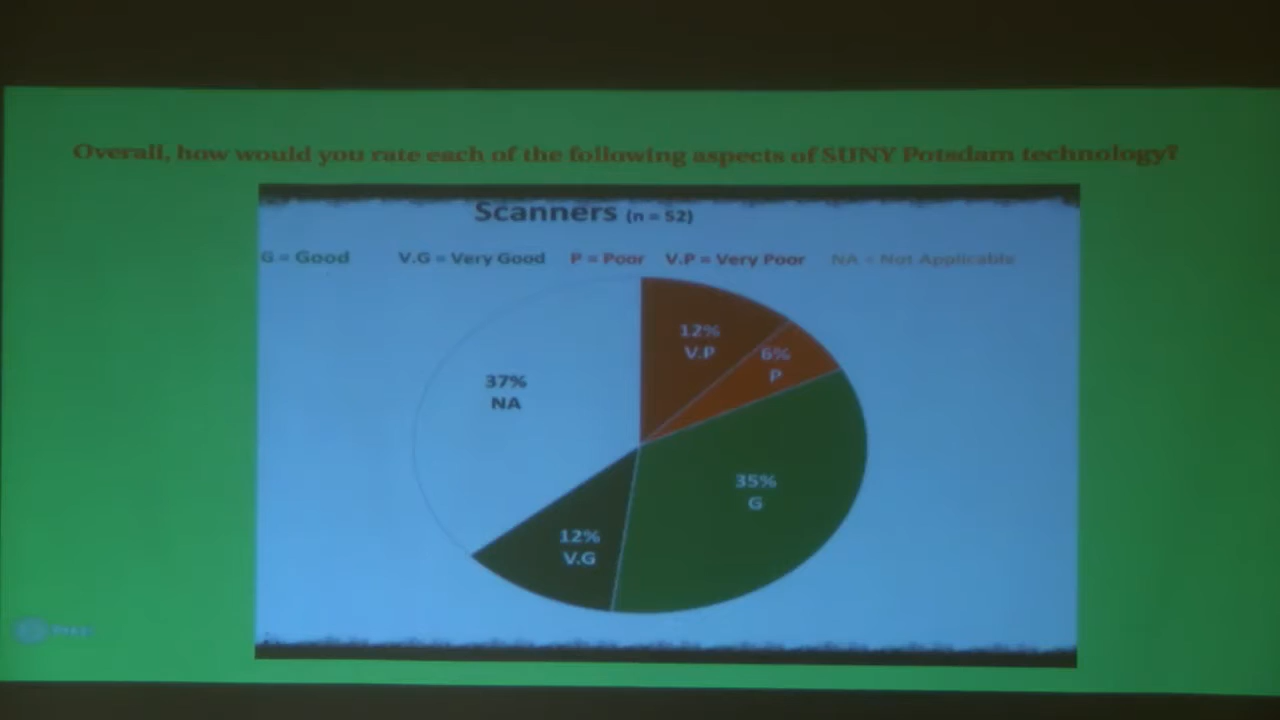 Overall, how would you rate each of the following aspects of SUNY Potsdam technology?
Scanners (n = 52)
G = Good V.G = Very Good P = Poor V.P = Very Poor NA = Not Applicable
12%
V.P
6%
P
37%
NA
35%
G
12%
V.G